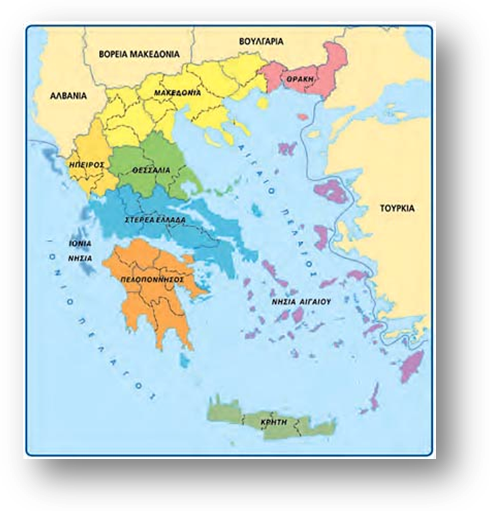 ΒΟΥΛΓΑΡΙΑ
ΒΟΡΕΙΑ ΜΑΚΕΔΟΝΙΑ
ΘΡΑΚΗ
ΑΛΒΑΝΙΑ
ΜΑΚΕΔΟΝΙΑ
ΗΠΕΙΡΟΣ
ΘΕΣΣΑΛΙΑ
ΑΙΓΑΙΟ ΠΕΛΑΓΟΣ
ΤΟΥΡΚΙΑ
ΣΤΕΡΕΑ ΕΛΛΑΔΑ
ΙΟΝΙΑ
ΝΗΣΙΑ
ΙΟΝΙΟ ΠΕΛΑΓΟΣ
ΠΕΛΟΠΟΝΝΗΣΟΣ
ΝΗΣΙΑ ΑΙΓΑΙΟΥ
ΚΡΗΤΗ